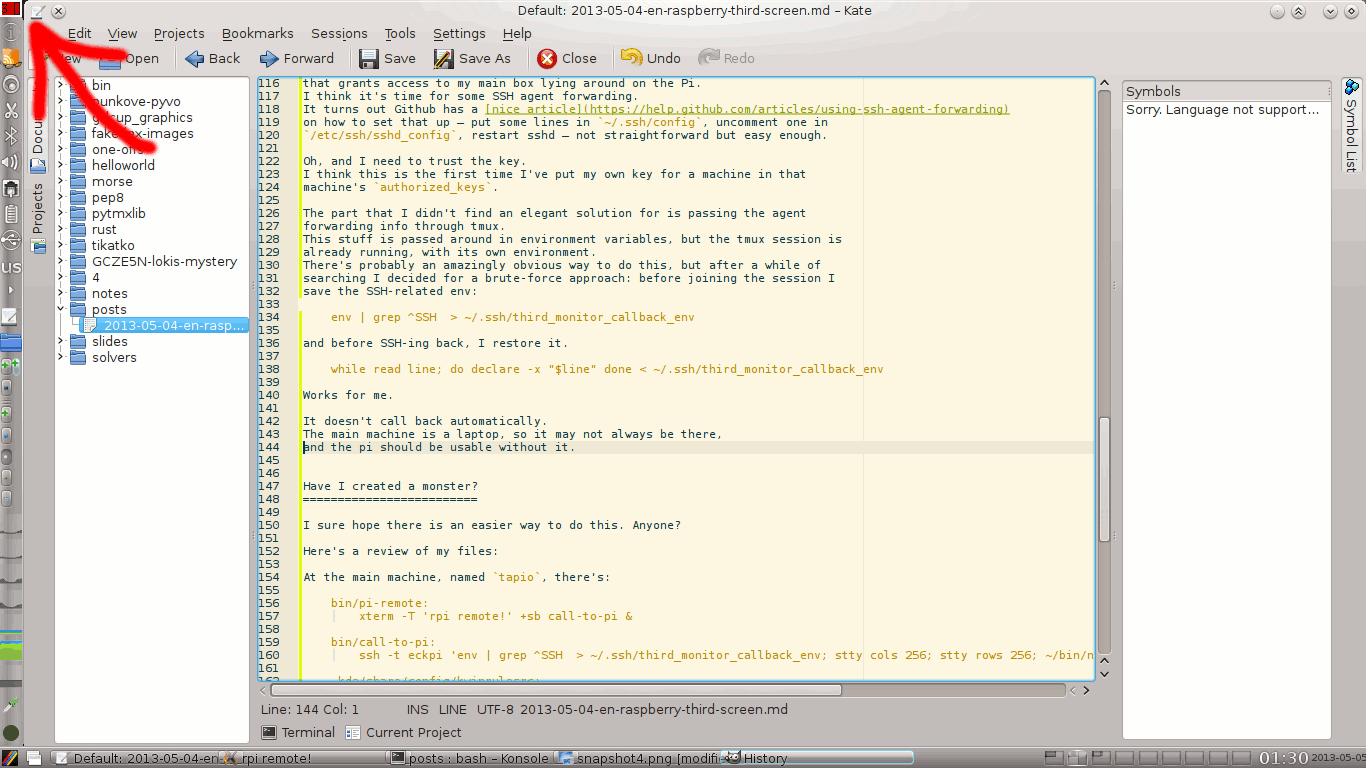 Default: 2013-05-04-en-raspberry-third-screen.md – Kate
Edit View Projects Bookmarks Sessions Tools Settings Help
Open Back Forward Save Save As Close Undo Redo
Projects
us
bin
punkove-pyvo
fake
-images
helloworld
morse
pep8
pytmxlib
rust
tikatko
GCZE5N-lokis-mystery
4
notes
posts
2013-05-04-en-rasp...
slides
solvers
116 that grants access to my main box lying around on the Pi.
117 I think it's time for some SSH agent forwarding.
118 It turns out Github has a [nice article](https://help.github.com/articles/using-ssh-agent-forwarding)
119 on how to set that up – put some lines in `~/.ssh/config`, uncomment one in
120 `/etc/ssh/sshd_config`, restart sshd – not straightforward but easy enough.
121
122 Oh, and I need to trust the key.
123 I think this is the first time I've put my own key for a machine in that
124 machine's `authorized_keys`.
125
126 The part that I didn't find an elegant solution for is passing the agent
127 forwarding info through tmux.
128 This stuff is passed around in environment variables, but the tmux session is
129 already running, with its own environment.
130 There's probably an amazingly obvious way to do this, but after a while of
131 searching I decided for a brute-force approach: before joining the session I
132 save the SSH-related env:
133
134 env | grep ^SSH  > ~/.ssh/third_monitor_callback_env
135
136 and before SSH-ing back, I restore it.
137
138 while read line; do declare -x "$line" done < ~/.ssh/third_monitor_callback_env
139
140 Works for me.
141
142 It doesn't call back automatically.
143 The main machine is a laptop, so it may not always be there,
144 and the pi should be usable without it.
145
146
147 Have I created a monster?
148 =========================
149
150 I sure hope there is an easier way to do this. Anyone?
151
152 Here's a review of my files:
153
154 At the main machine, named `tapio`, there's:
155
156 bin/pi-remote:
157 xterm -T 'rpi remote!' +sb call-to-pi &
158
159 bin/call-to-pi:
160 ssh -t eckpi 'env | grep ^SSH  > ~/.ssh/third_monitor_callback_env; stty cols 256; stty rows 256; ~/bin/n
161
Symbols
Sorry. Language not support...
Symbol List
Line: 144 Col: 1 INS LINE UTF-8 2013-05-04-en-raspberry-third-screen.md
Terminal Current Project
Default: 2013-05-04-en- rpi remote! posts : bash – Konsole snapshot4.png [modifi History 01:30 2013-05-05